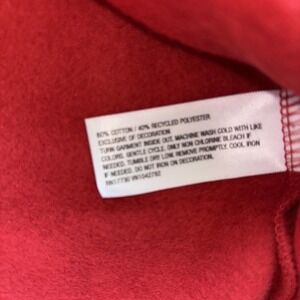 60% COTTON / 40% RECYCLED POLYESTER
EXCLUSIVE OF DECORATION
TURN GARMENT INSIDE OUT. MACHINE WASH COLD WITH LIKE
COLORS. GENTLE CYCLE. ONLY NON CHLORINE BLEACH IF
NEEDED. TUMBLE DRY LOW. REMOVE PROMPTLY. COOL IRON
IF NEEDED. DO NOT IRON ON DECORATION.